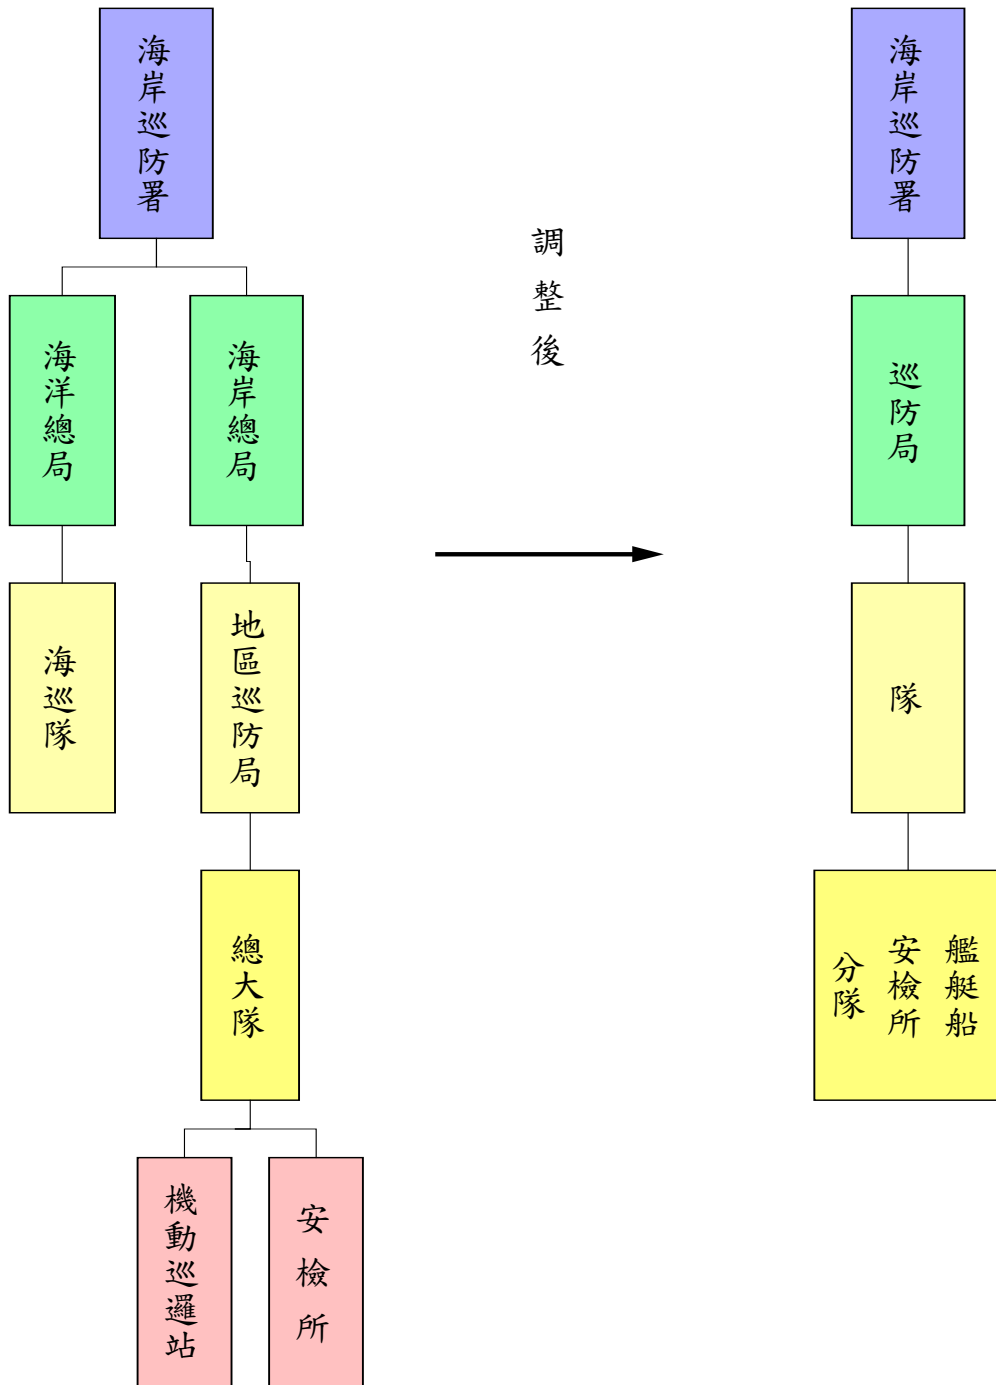 海岸巡防署
海洋總局
海岸總局
海巡隊
地區巡防局
總大隊
機動巡邏站
安檢所
調整後
海岸巡防署
巡防局
隊
艦艇船
安檢所
分隊